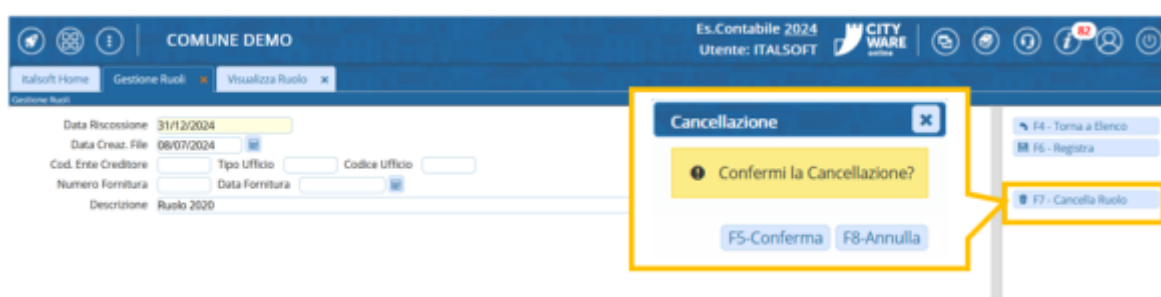 COMUNE DEMO
Es.Contabile 2024
Utente: ITALSOFT
CITY
WARE
online
82
Italsoft Home
Gestione Ruoli
Visualizza Ruolo
Gestione Ruoli
Data Riscossione 31/12/2024
Data Creaz. File 08/07/2024
Cod. Ente Creditore Tipo Ufficio Codice Ufficio
Numero Fornitura Data Fornitura
Descrizione Ruolo 2020
Cancellazione
Confermi la Cancellazione?
F5-Conferma F8-Annulla
F4 - Torna a Elenco
F6 - Registra
F7 - Cancella Ruolo